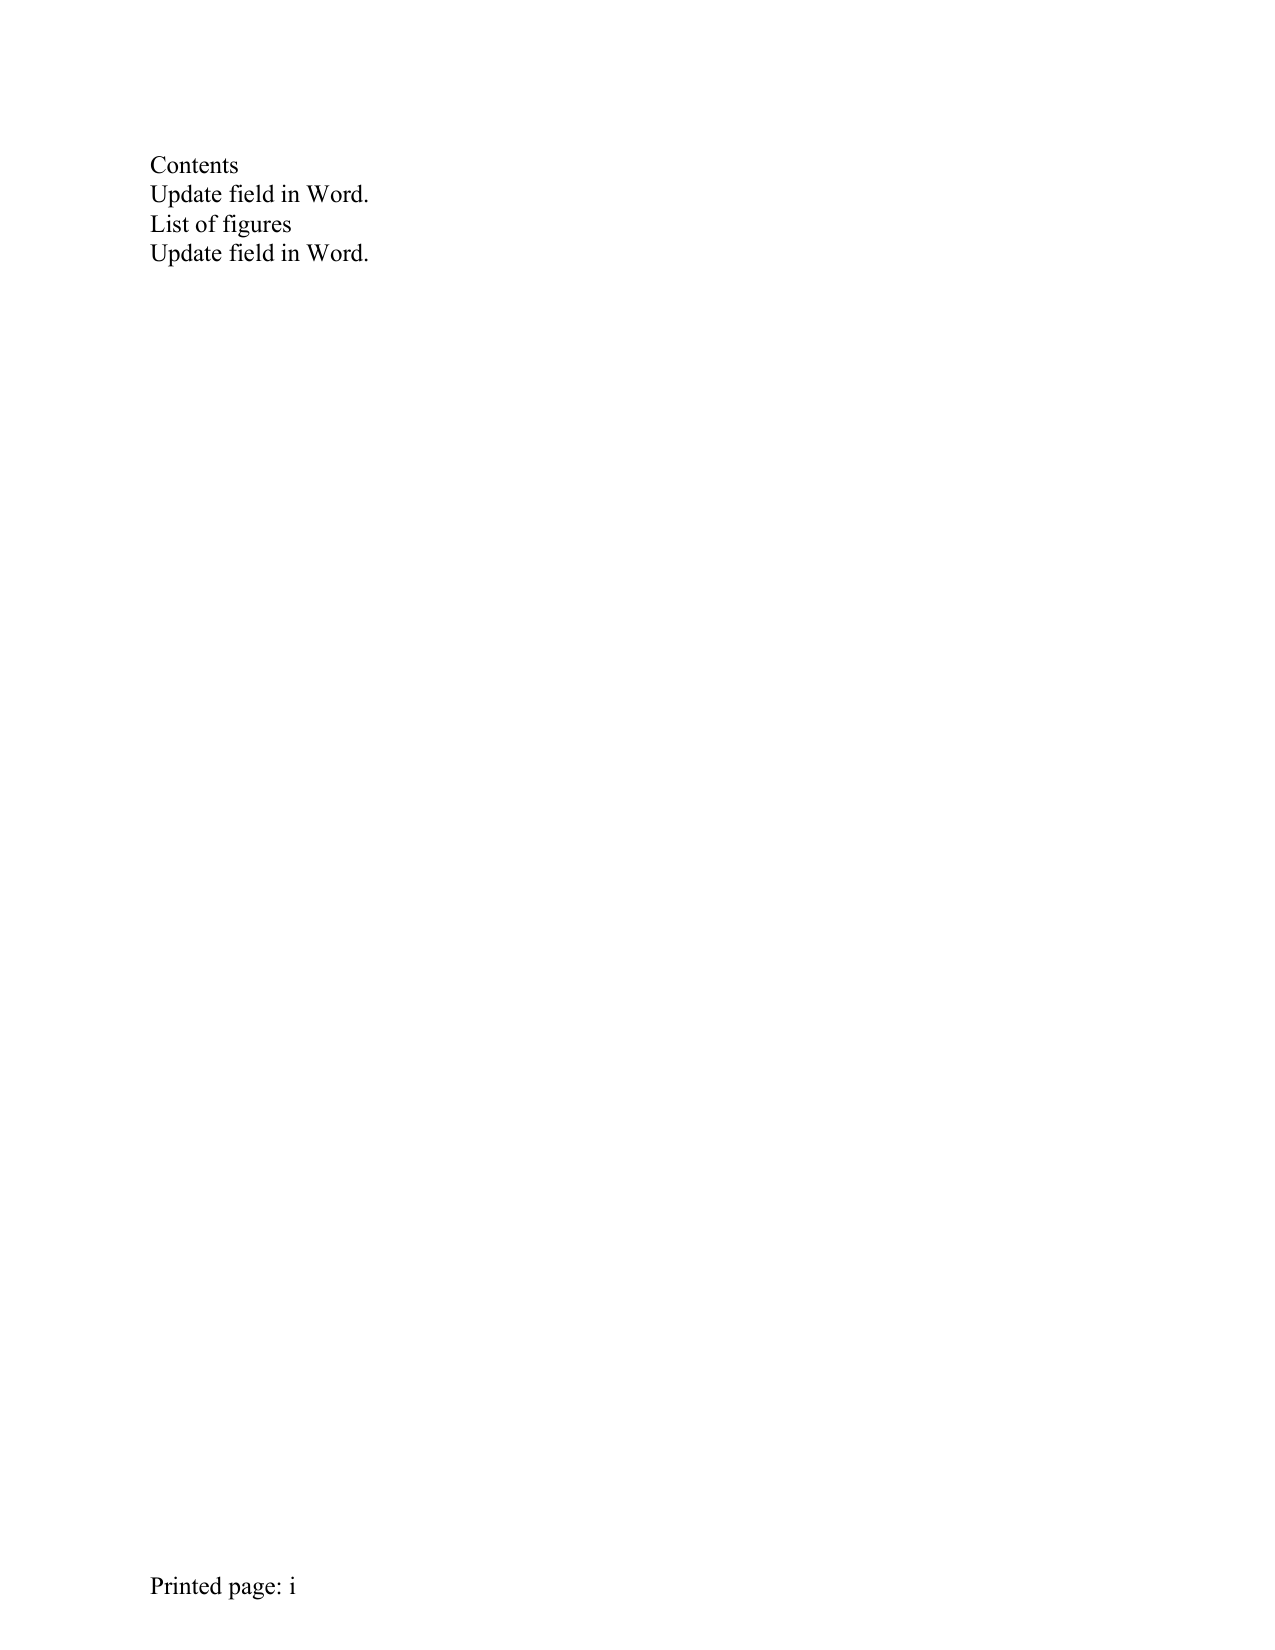 Contents
Update field in Word.
List of figures
Update field in Word.
Printed page: i